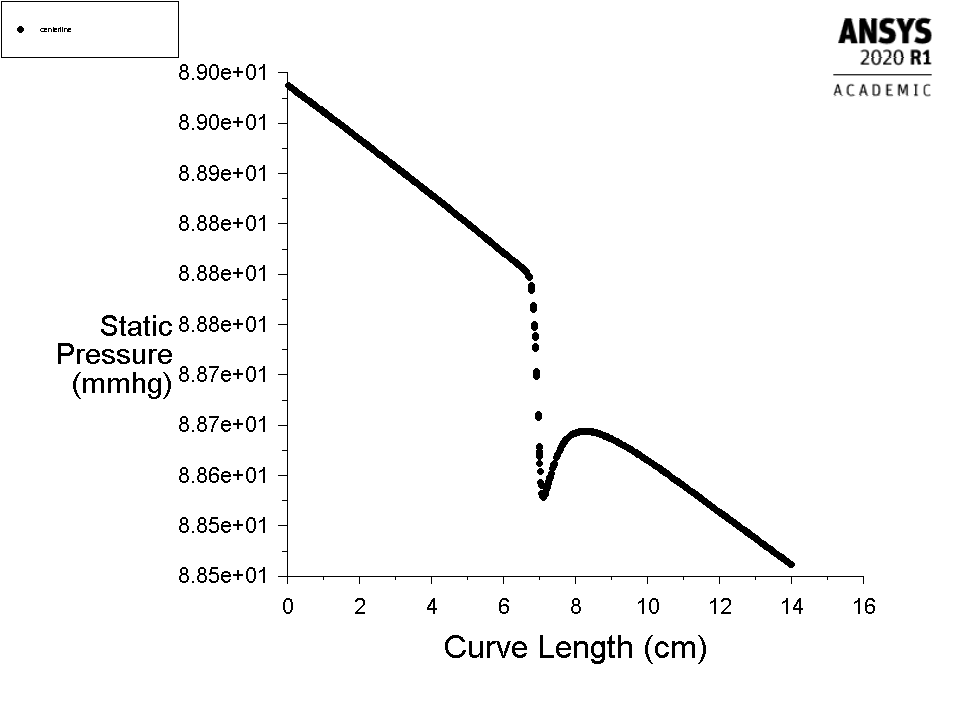 centerline
ANSYS
2020 R1
ACADEMIC
8.90e+01
8.90e+01
8.89e+01
8.88e+01
8.88e+01
8.88e+01
8.87e+01
8.87e+01
8.86e+01
8.85e+01
8.85e+01
Static
Pressure
(mmhg)
0 2 4 6 8 10 12 14 16
Curve Length (cm)